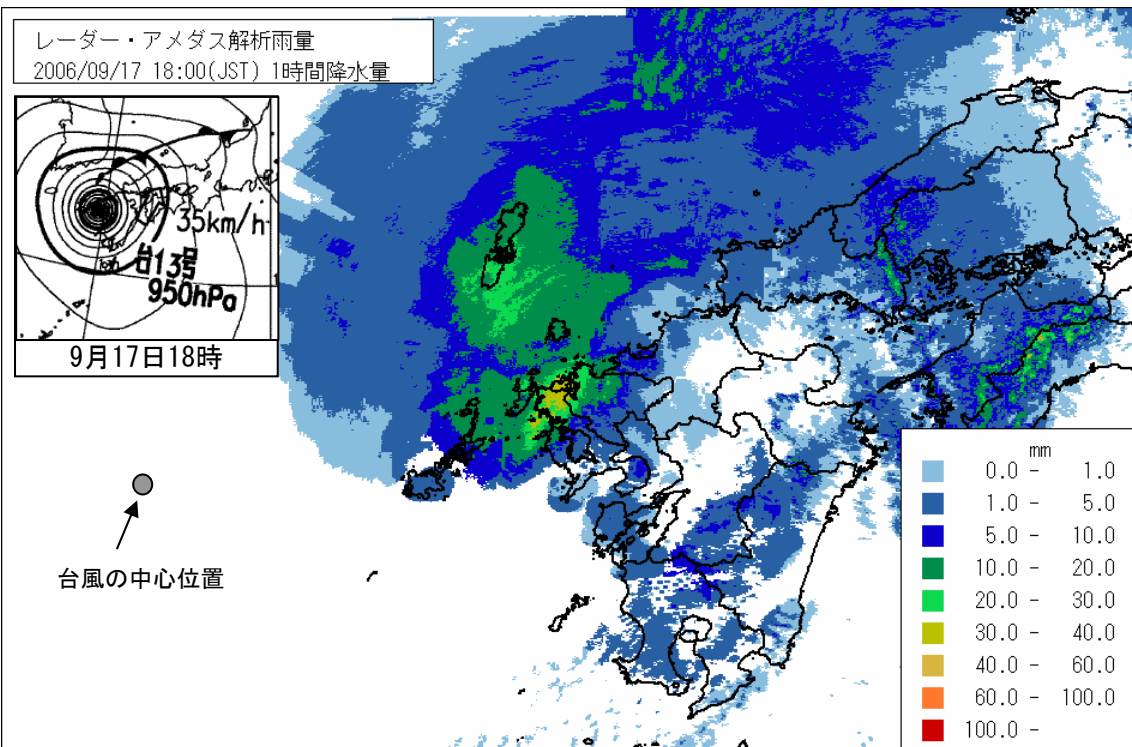 レーダー・アメダス解析雨量
2006/09/17 18:00(JST) 1時間降水量
35km/h
台13号
950hPa
9月17日18時
台風の中心位置
mm
0.0 - 1.0
1.0 - 5.0
5.0 - 10.0
10.0 - 20.0
20.0 - 30.0
30.0 - 40.0
40.0 - 60.0
60.0 - 100.0
100.0 -